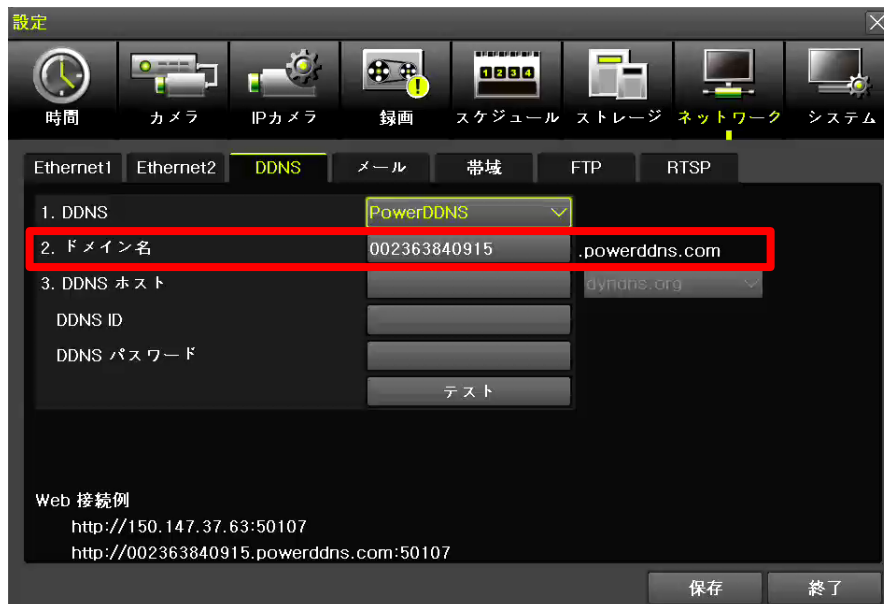 設定
時間 カメラ IPカメラ 録画 スケジュール ストレージ ネットワーク システム
1 2 3 4
Ethernet1 Ethernet2 DDNS メール 帯域 FTP RTSP
1. DDNS PowerDDNS
2. ドメイン名 002363840915 .powerddns.com
3. DDNS ホスト dyndns.org
DDNS ID
DDNS パスワード
テスト
Web 接続例
http://150.147.37.63:50107
http://002363840915.powerddns.com:50107
保存 終了